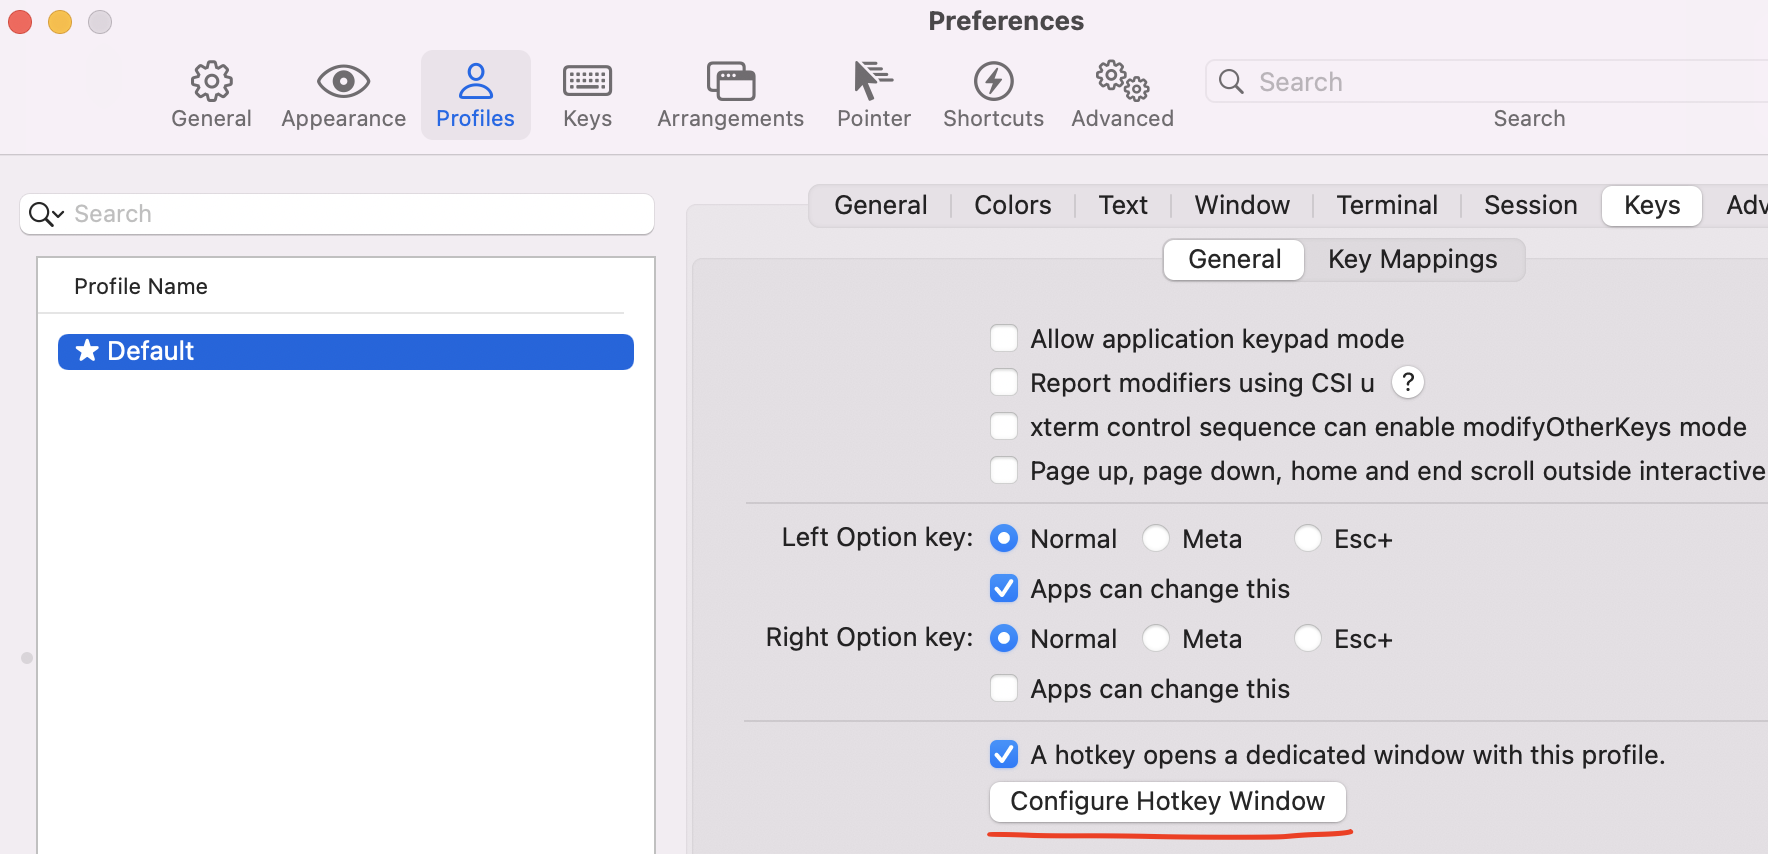 Preferences
General
Appearance
Profiles
Keys
Arrangements
Pointer
Shortcuts
Advanced
Search
Search
Search
Profile Name
★ Default
General
Colors
Text
Window
Terminal
Session
Keys
Adv
General
Key Mappings
Allow application keypad mode
Report modifiers using CSI u ?
xterm control sequence can enable modifyOtherKeys mode
Page up, page down, home and end scroll outside interactive
Left Option key: Normal Meta Esc+
Apps can change this
Right Option key: Normal Meta Esc+
Apps can change this
A hotkey opens a dedicated window with this profile.
Configure Hotkey Window